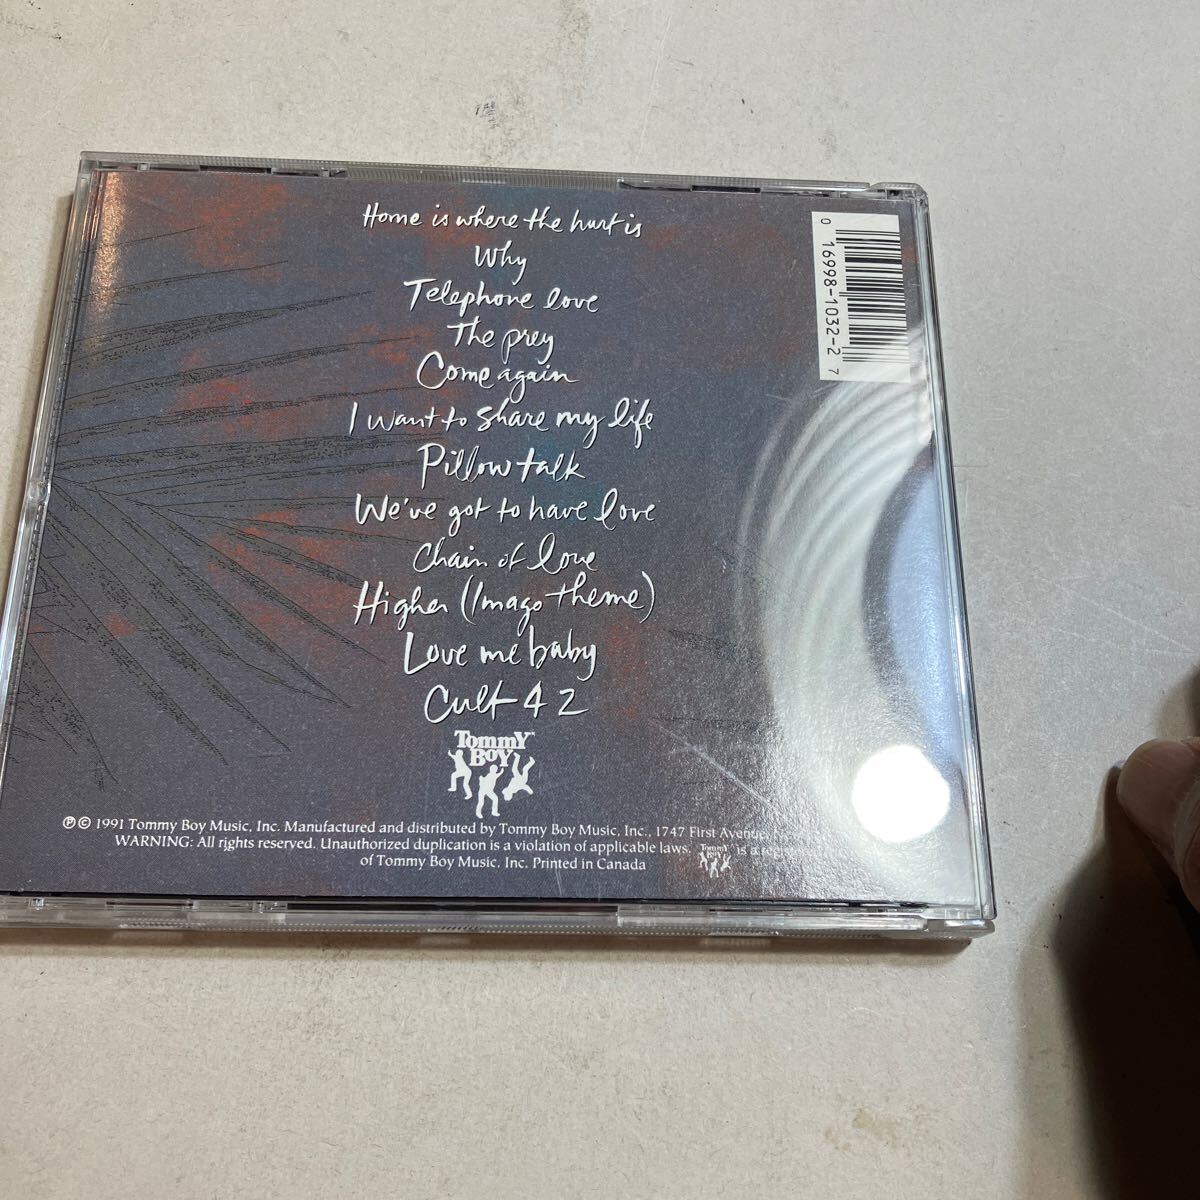 Home is where the hurt is
Why
Telephone love
The prey
Come again
I want to share my life
Pillow talk
We've got to have love
Chain of love
Higher (Imago theme)
Love me baby
Cult 4 2
TOMMY
BOY
℗ © 1991 Tommy Boy Music, Inc. Manufactured and distributed by Tommy Boy Music, Inc., 1747 First Avenue,
WARNING: All rights reserved. Unauthorized duplication is a violation of applicable laws. TOMMY BOY is a
of Tommy Boy Music, Inc. Printed in Canada
0 16998-1032-2 7